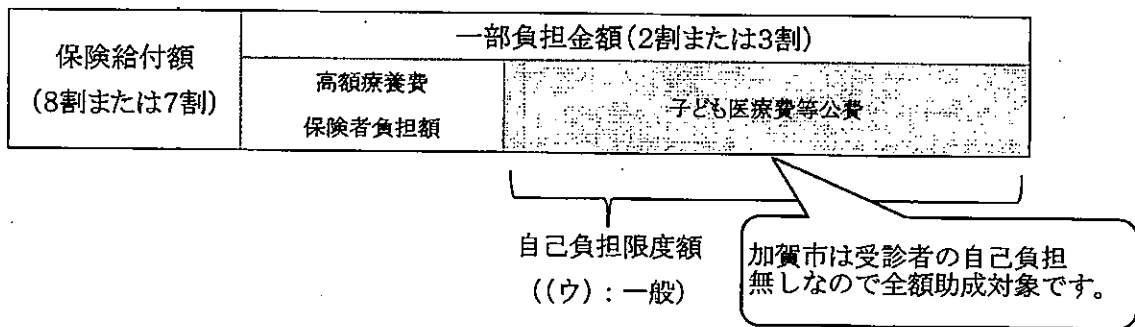 保険給付額
(8割または7割)
一部負担金額(2割または3割)
高額療養費
保険者負担額
子ども医療費等公費
自己負担限度額
((ウ):一般)
加賀市は受診者の自己負担
無しなので全額助成対象です。